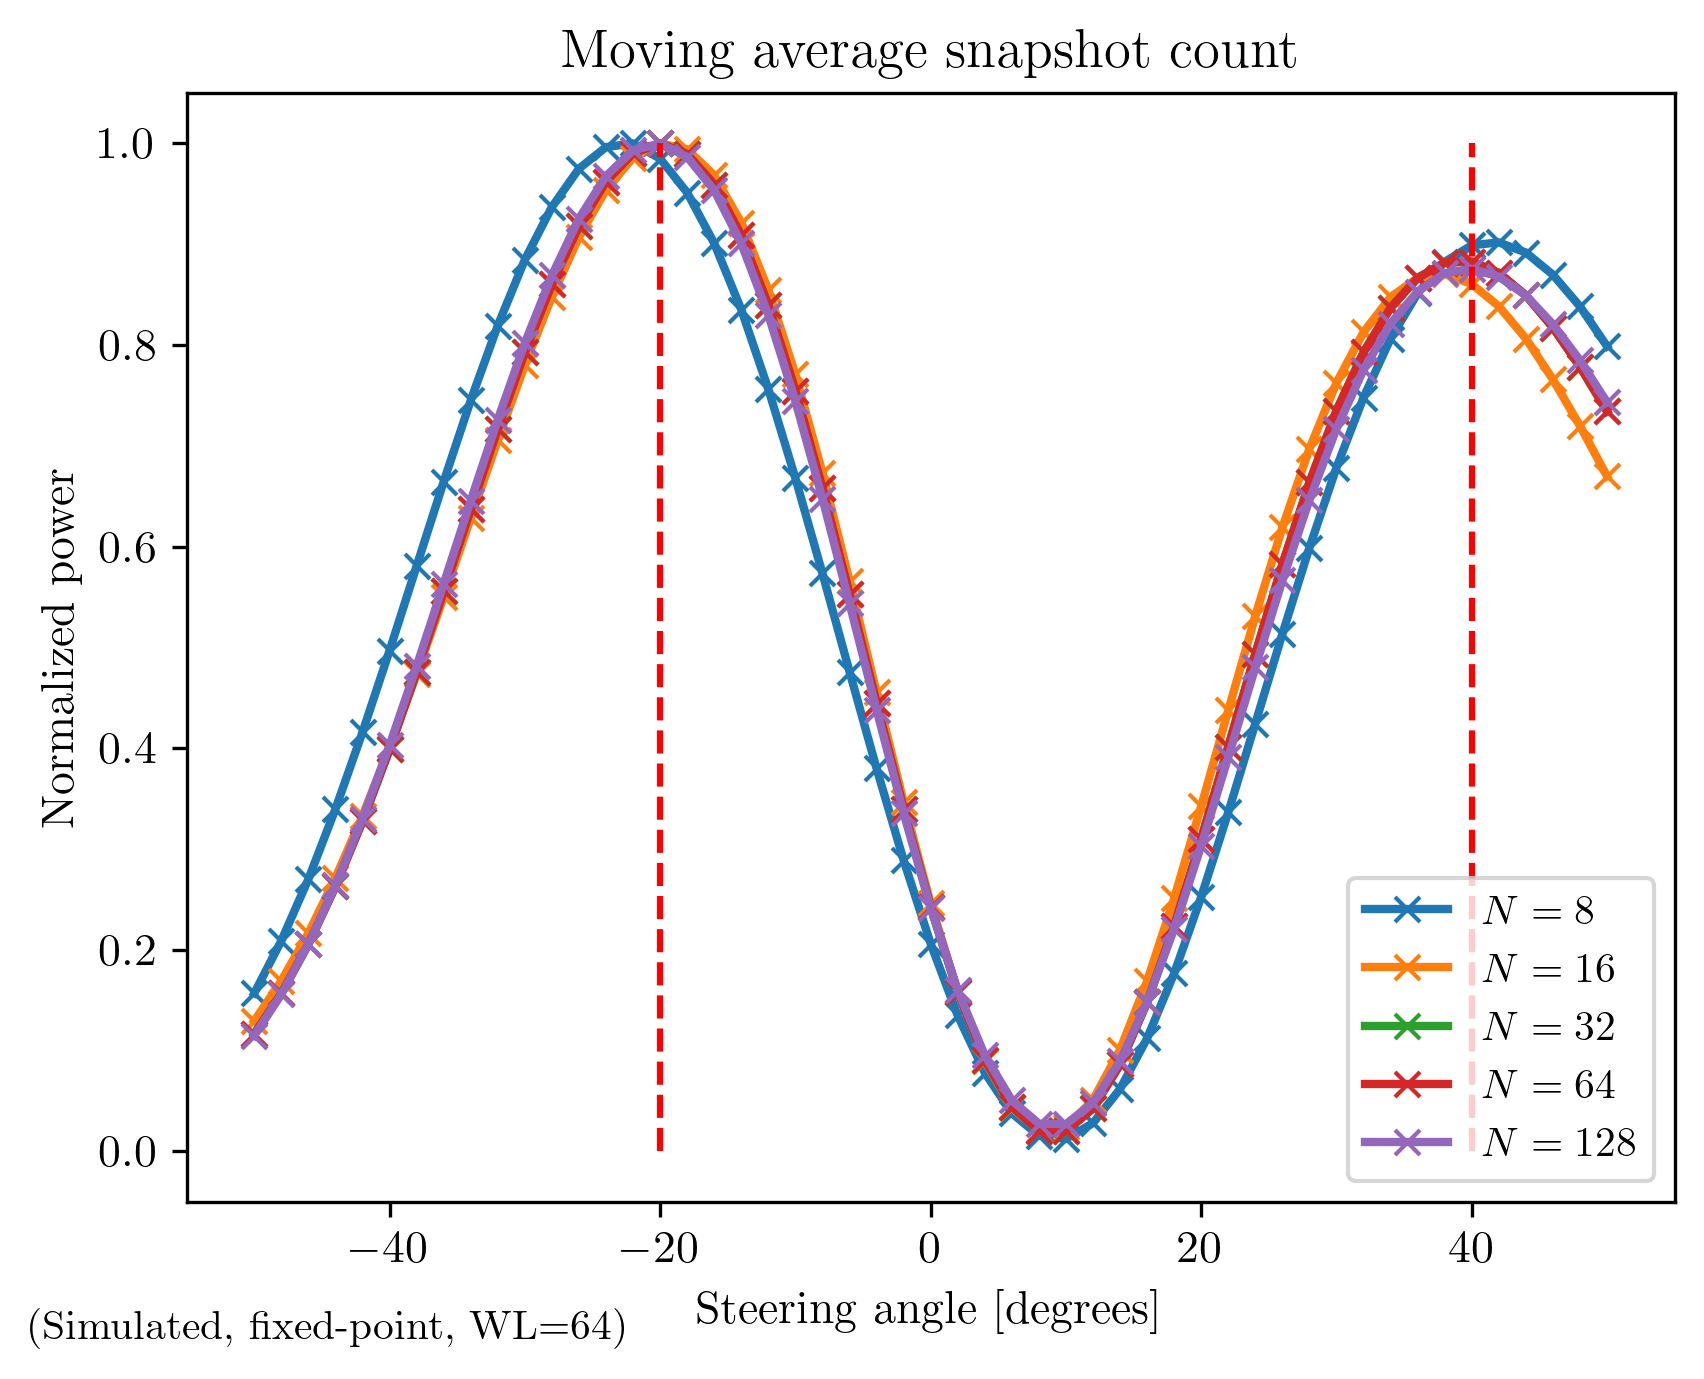 Moving average snapshot count
Normalized power
1.0
0.8
0.6
0.4
0.2
0.0
−40
−20
0
20
40
Steering angle [degrees]
(Simulated, fixed-point, WL=64)
N = 8
N = 16
N = 32
N = 64
N = 128